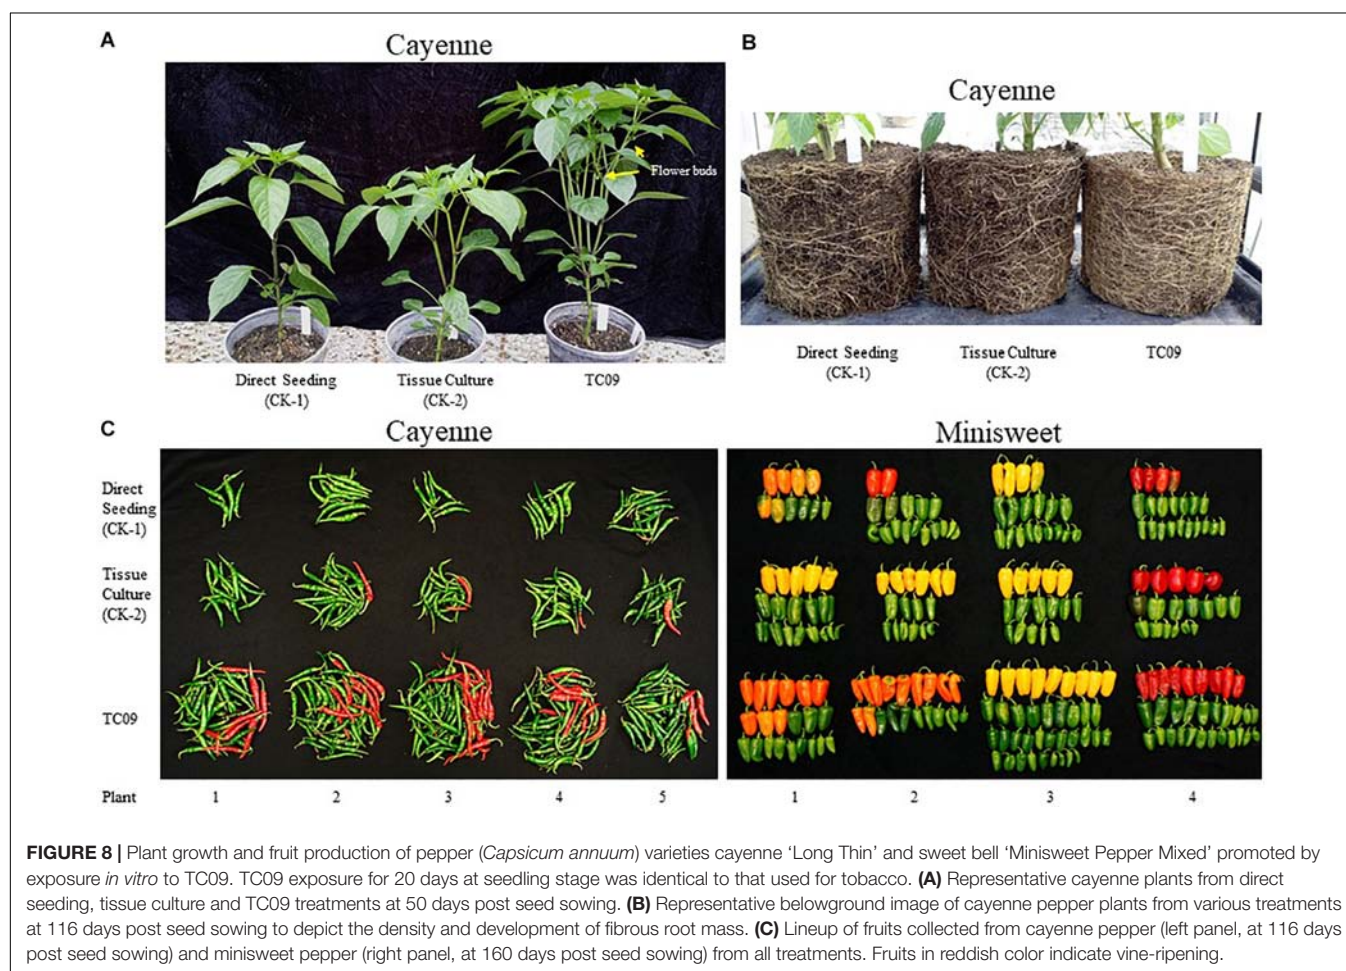 A
Cayenne
Flower buds
Direct Seeding
(CK-1)
Tissue Culture
(CK-2)
TC09
B
Cayenne
Direct Seeding
(CK-1)
Tissue Culture
(CK-2)
TC09
C
Cayenne
Minisweet
Direct
Seeding
(CK-1)
Tissue
Culture
(CK-2)
TC09
Plant 1 2 3 4 5 1 2 3 4
FIGURE 8 | Plant growth and fruit production of pepper (Capsicum annuum) varieties cayenne ‘Long Thin’ and sweet bell ‘Minisweet Pepper Mixed’ promoted by
exposure in vitro to TC09. TC09 exposure for 20 days at seedling stage was identical to that used for tobacco. (A) Representative cayenne plants from direct
seeding, tissue culture and TC09 treatments at 50 days post seed sowing. (B) Representative belowground image of cayenne pepper plants from various treatments
at 116 days post seed sowing to depict the density and development of fibrous root mass. (C) Lineup of fruits collected from cayenne pepper (left panel, at 116 days
post seed sowing) and minisweet pepper (right panel, at 160 days post seed sowing) from all treatments. Fruits in reddish color indicate vine-ripening.